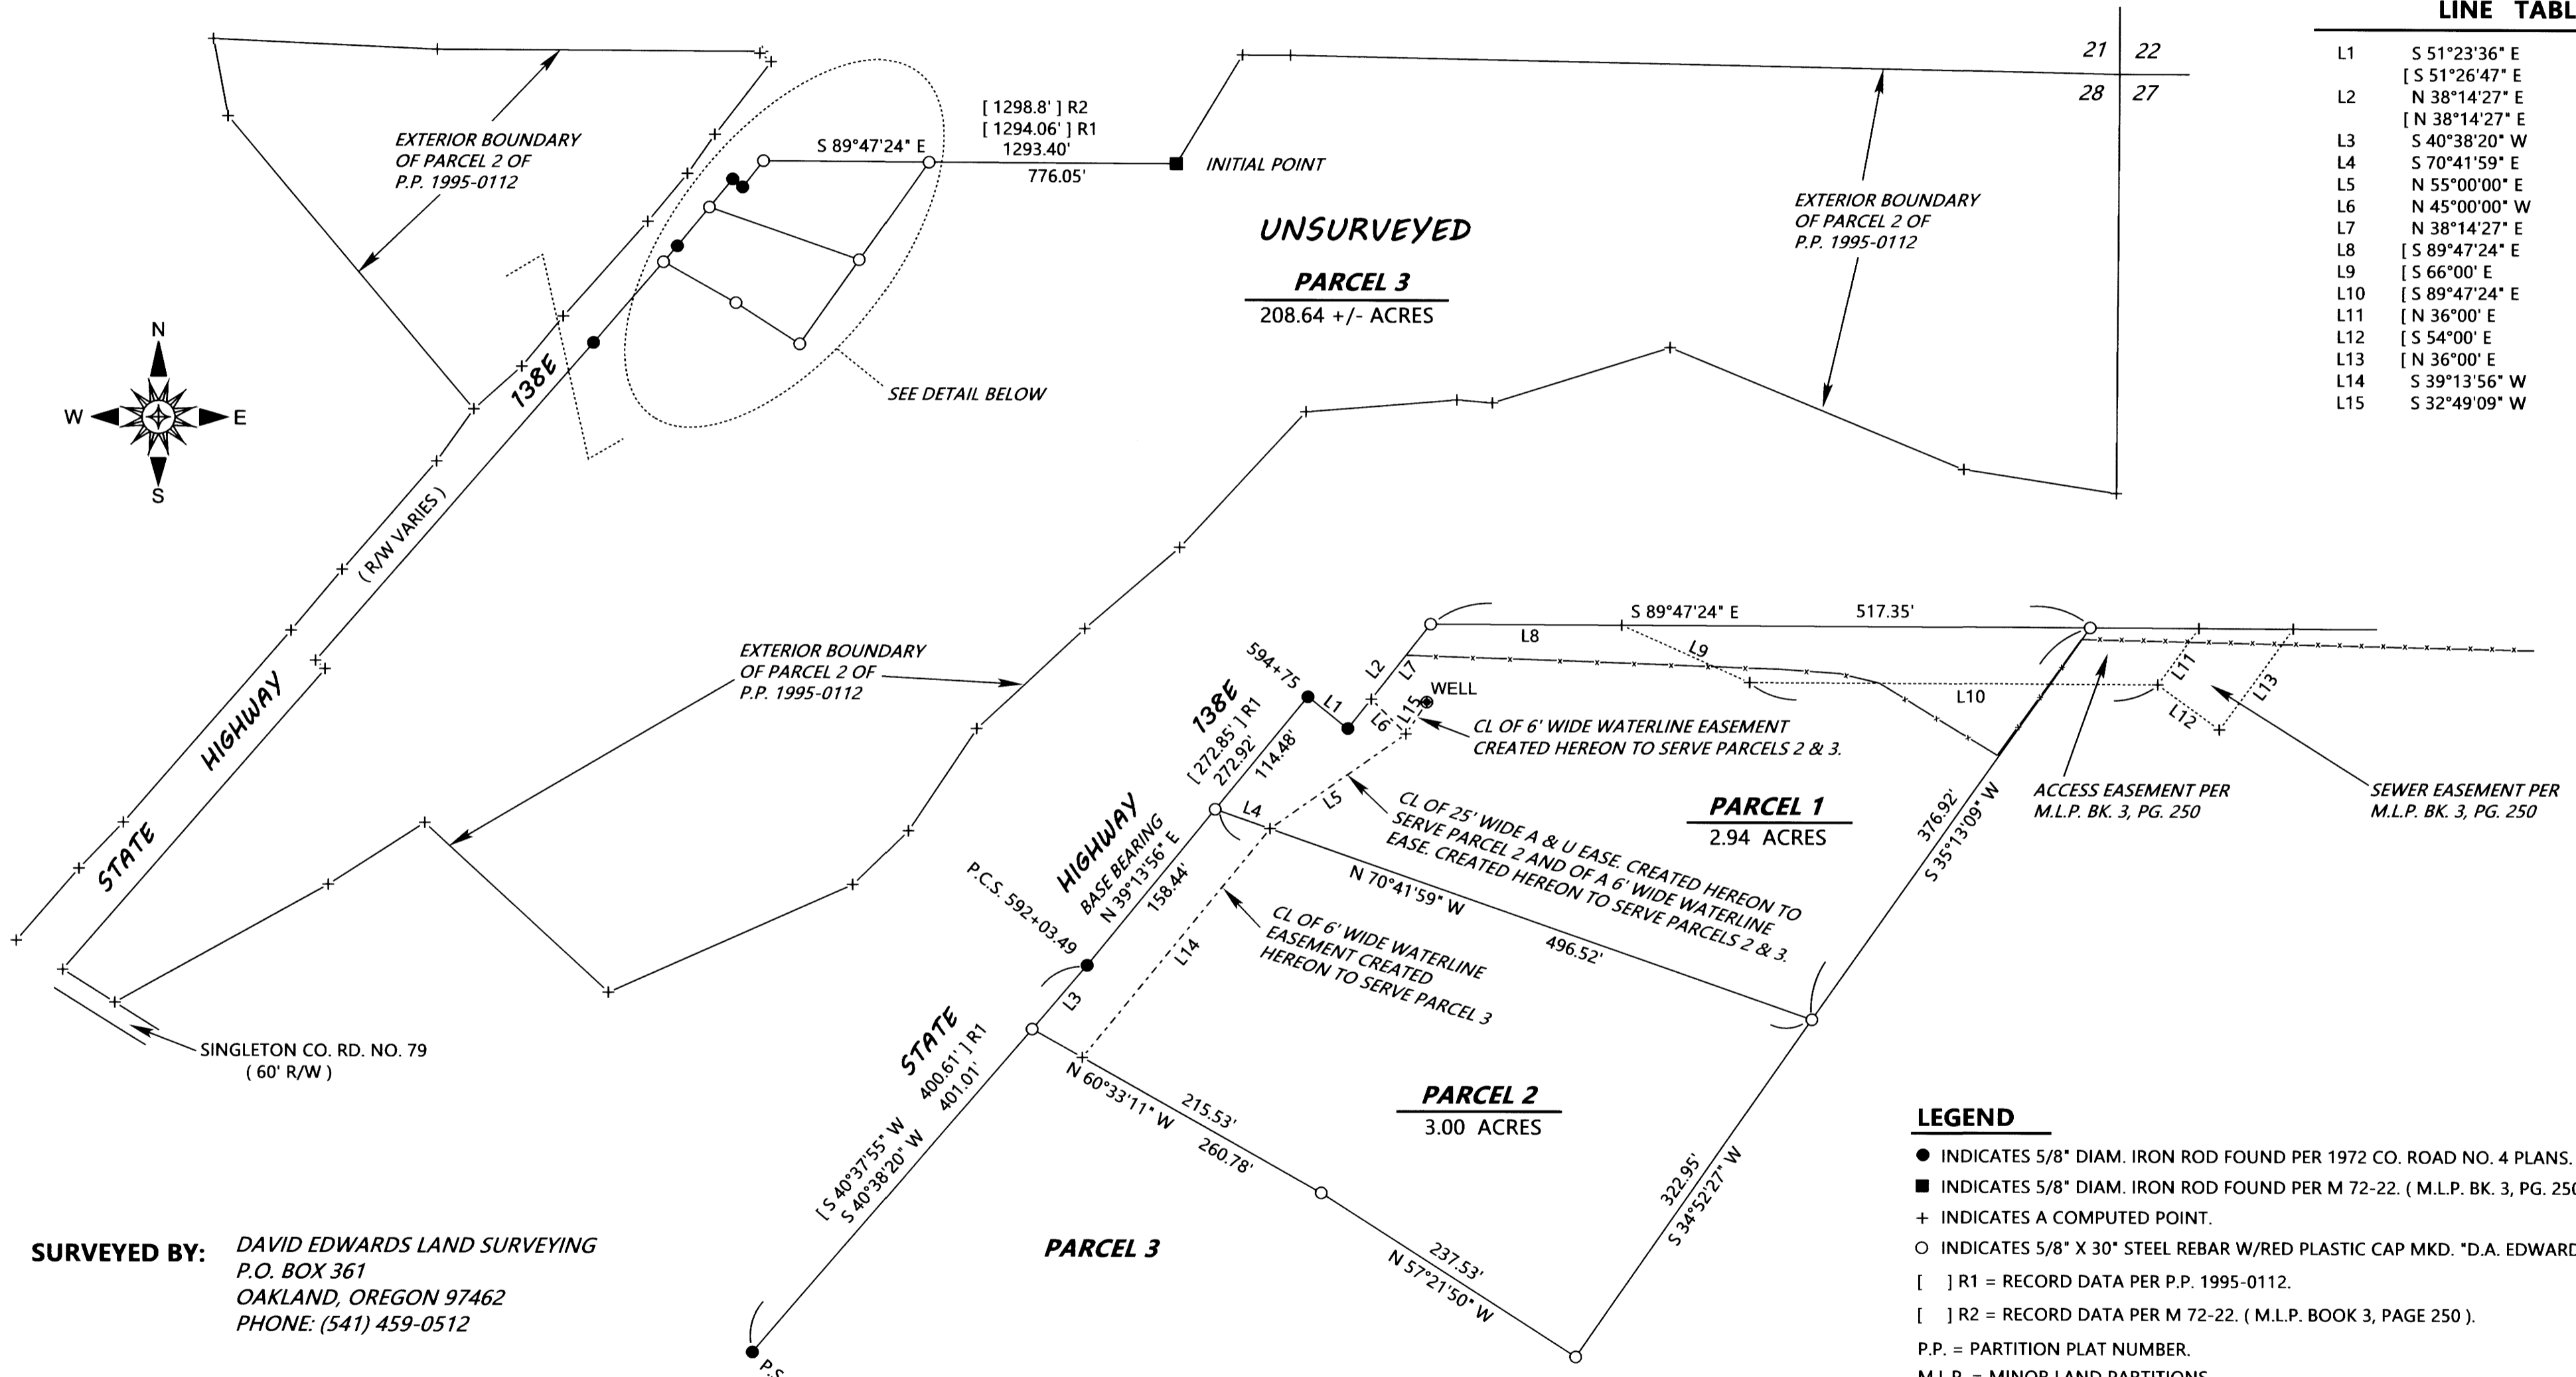 LINE TABL
L1 S 51°23'36" E
[ S 51°26'47" E
L2 N 38°14'27" E
[ N 38°14'27" E
L3 S 40°38'20" W
L4 S 70°41'59" E
L5 N 55°00'00" E
L6 N 45°00'00" W
L7 N 38°14'27" E
L8 [ S 89°47'24" E
L9 [ S 66°00' E
L10 [ S 89°47'24" E
L11 [ N 36°00' E
L12 [ S 54°00' E
L13 [ N 36°00' E
L14 S 39°13'56" W
L15 S 32°49'09" W
21 22
28 27
EXTERIOR BOUNDARY
OF PARCEL 2 OF
P.P. 1995-0112
S 89°47'24" E
[ 1298.8' ] R2
[ 1294.06' ] R1
1293.40'
776.05'
INITIAL POINT
UNSURVEYED
PARCEL 3
208.64 +/- ACRES
EXTERIOR BOUNDARY
OF PARCEL 2 OF
P.P. 1995-0112
SEE DETAIL BELOW
N
W E
S
138E
( R/W VARIES )
HIGHWAY
STATE
EXTERIOR BOUNDARY
OF PARCEL 2 OF
P.P. 1995-0112
SINGLETON CO. RD. NO. 79
( 60' R/W )
S 89°47'24" E 517.35'
L8
L9
L10
L11
L12
L13
L2
L7
594+75
L1
L6
L15
WELL
CL OF 6' WIDE WATERLINE EASEMENT
CREATED HEREON TO SERVE PARCELS 2 & 3.
138E
[ 272.85' ] R1
272.92'
114.48'
L4
L5
CL OF 25' WIDE A & U EASE. CREATED HEREON TO
SERVE PARCEL 2 AND OF A 6' WIDE WATERLINE
EASE. CREATED HEREON TO SERVE PARCELS 2 & 3.
PARCEL 1
2.94 ACRES
376.92'
S 35°13'09" W
ACCESS EASEMENT PER
M.L.P. BK. 3, PG. 250
SEWER EASEMENT PER
M.L.P. BK. 3, PG. 250
HIGHWAY
BASE BEARING
N 39°13'56" E
158.44'
P.C.S. 592+03.49
N 70°41'59" W
496.52'
CL OF 6' WIDE WATERLINE
EASEMENT CREATED
HEREON TO SERVE PARCEL 3
L14
L3
STATE
[ S 40°37'55" W 400.61' ] R1
S 40°38'20" W 401.01'
N 60°33'11" W
215.53'
260.78'
PARCEL 2
3.00 ACRES
322.95'
S 34°52'27" W
237.53'
N 57°21'50" W
PARCEL 3
P.S
SURVEYED BY:
DAVID EDWARDS LAND SURVEYING
P.O. BOX 361
OAKLAND, OREGON 97462
PHONE: (541) 459-0512
LEGEND
INDICATES 5/8" DIAM. IRON ROD FOUND PER 1972 CO. ROAD NO. 4 PLANS.
INDICATES 5/8" DIAM. IRON ROD FOUND PER M 72-22. ( M.L.P. BK. 3, PG. 250
+ INDICATES A COMPUTED POINT.
INDICATES 5/8" X 30" STEEL REBAR W/RED PLASTIC CAP MKD. "D.A. EDWARD
[ ] R1 = RECORD DATA PER P.P. 1995-0112.
[ ] R2 = RECORD DATA PER M 72-22. ( M.L.P. BOOK 3, PAGE 250 ).
P.P. = PARTITION PLAT NUMBER.
M.L.P. = MINOR LAND PARTITIONS